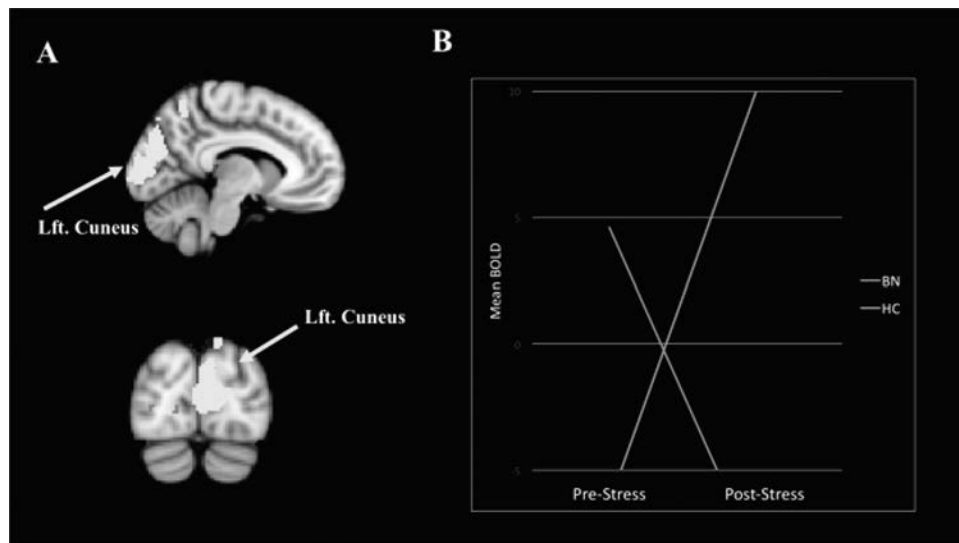 A
Lft. Cuneus
Lft. Cuneus
B
10
5
0
-5
Mean BOLD
Pre-Stress
Post-Stress
BN
HC